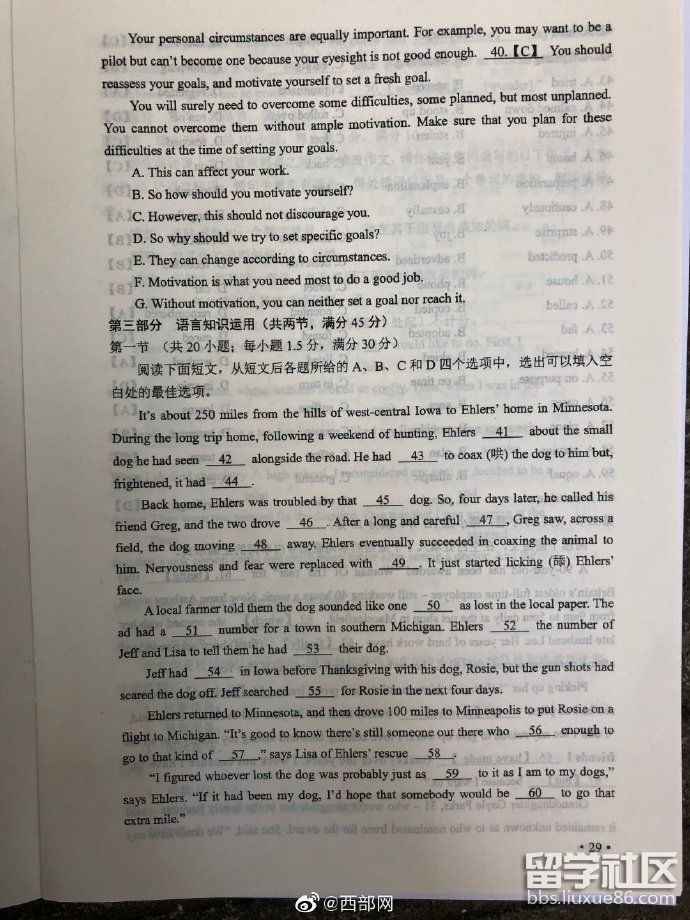 Your personal circumstances are equally important. For example, you may want to be a
pilot but can't become one because your eyesight is not good enough. 40.【C】 You should
reassess your goals, and motivate yourself to set a fresh goal.
You will surely need to overcome some difficulties, some planned, but most unplanned.
You cannot overcome them without ample motivation. Make sure that you plan for these
difficulties at the time of setting your goals.
A. This can affect your work.
B. So how should you motivate yourself?
C. However, this should not discourage you.
D. So why should we try to set specific goals?
E. They can change according to circumstances.
F. Motivation is what you need most to do a good job.
G. Without motivation, you can neither set a goal nor reach it.
第三部分 语言知识运用（共两节，满分 45 分）
第一节 （共 20 小题；每小题 1.5 分，满分 30 分）
阅读下面短文，从短文后各题所给的 A、B、C 和 D 四个选项中，选出可以填入空
白处的最佳选项。
It's about 250 miles from the hills of west-central Iowa to Ehlers' home in Minnesota.
During the long trip home, following a weekend of hunting, Ehlers 41 about the small
dog he had seen 42 alongside the road. He had 43 to coax (哄) the dog to him but,
frightened, it had 44 .
Back home, Ehlers was troubled by that 45 dog. So, four days later, he called his
friend Greg, and the two drove 46 . After a long and careful 47 , Greg saw, across a
field, the dog moving 48 away. Ehlers eventually succeeded in coaxing the animal to
him. Nervousness and fear were replaced with 49 . It just started licking (舔) Ehlers'
face.
A local farmer told them the dog sounded like one 50 as lost in the local paper. The
ad had a 51 number for a town in southern Michigan. Ehlers 52 the number of
Jeff and Lisa to tell them he had 53 their dog.
Jeff had 54 in Iowa before Thanksgiving with his dog, Rosie, but the gun shots had
scared the dog off. Jeff searched 55 for Rosie in the next four days.
Ehlers returned to Minnesota, and then drove 100 miles to Minneapolis to put Rosie on a
flight to Michigan. “It's good to know there's still someone out there who 56 enough to
go to that kind of 57 ,” says Lisa of Ehlers' rescue 58 .
“I figured whoever lost the dog was probably just as 59 to it as I am to my dogs,”
says Ehlers. “If it had been my dog, I'd hope that somebody would be 60 to go that
extra mile.”
· 29 ·
@西部网
留学社区
bbs.liuxue86.com